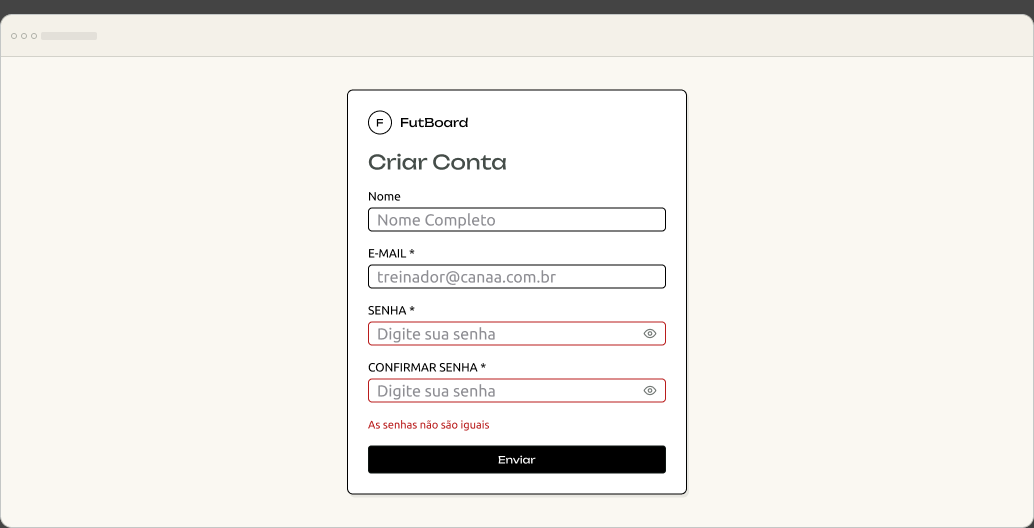 F FutBoard
Criar Conta
Nome
Nome Completo
E-MAIL *
treinador@canaa.com.br
SENHA *
Digite sua senha
CONFIRMAR SENHA *
Digite sua senha
As senhas não são iguais
Enviar